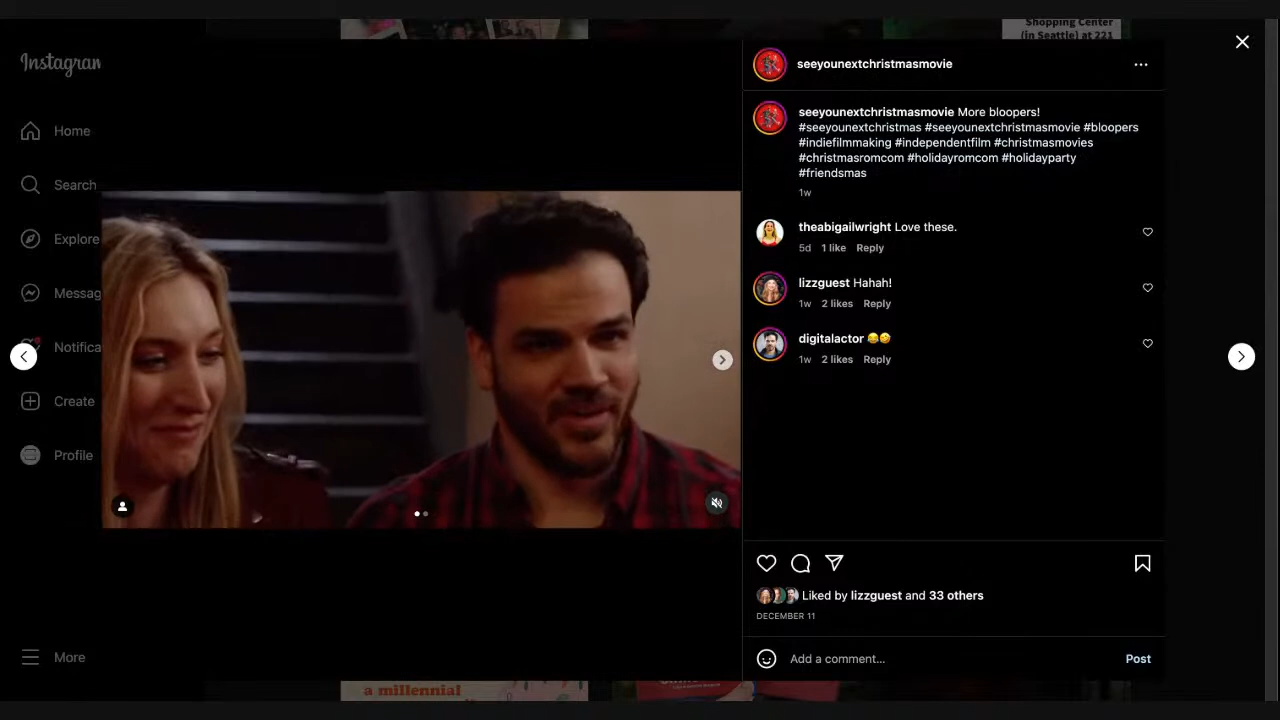 Shopping Center
(in Seattle) at 221
Instagram
seeyounextchristmasmovie
...
seeyounextchristmasmovie More bloopers!
#seeyounextchristmas #seeyounextchristmasmovie #bloopers
#indiefilmmaking #independentfilm #christmasmovies
#christmasromcom #holidayromcom #holidayparty
#friendsmas
1w
Home
Search
Explore
Messag
Notifica
Create
Profile
More
theabigailwright Love these.
5d 1 like Reply
lizzguest Hahah!
1w 2 likes Reply
digitalactor 😂🤣
1w 2 likes Reply
Liked by lizzguest and 33 others
DECEMBER 11
Add a comment...
Post
a millennial